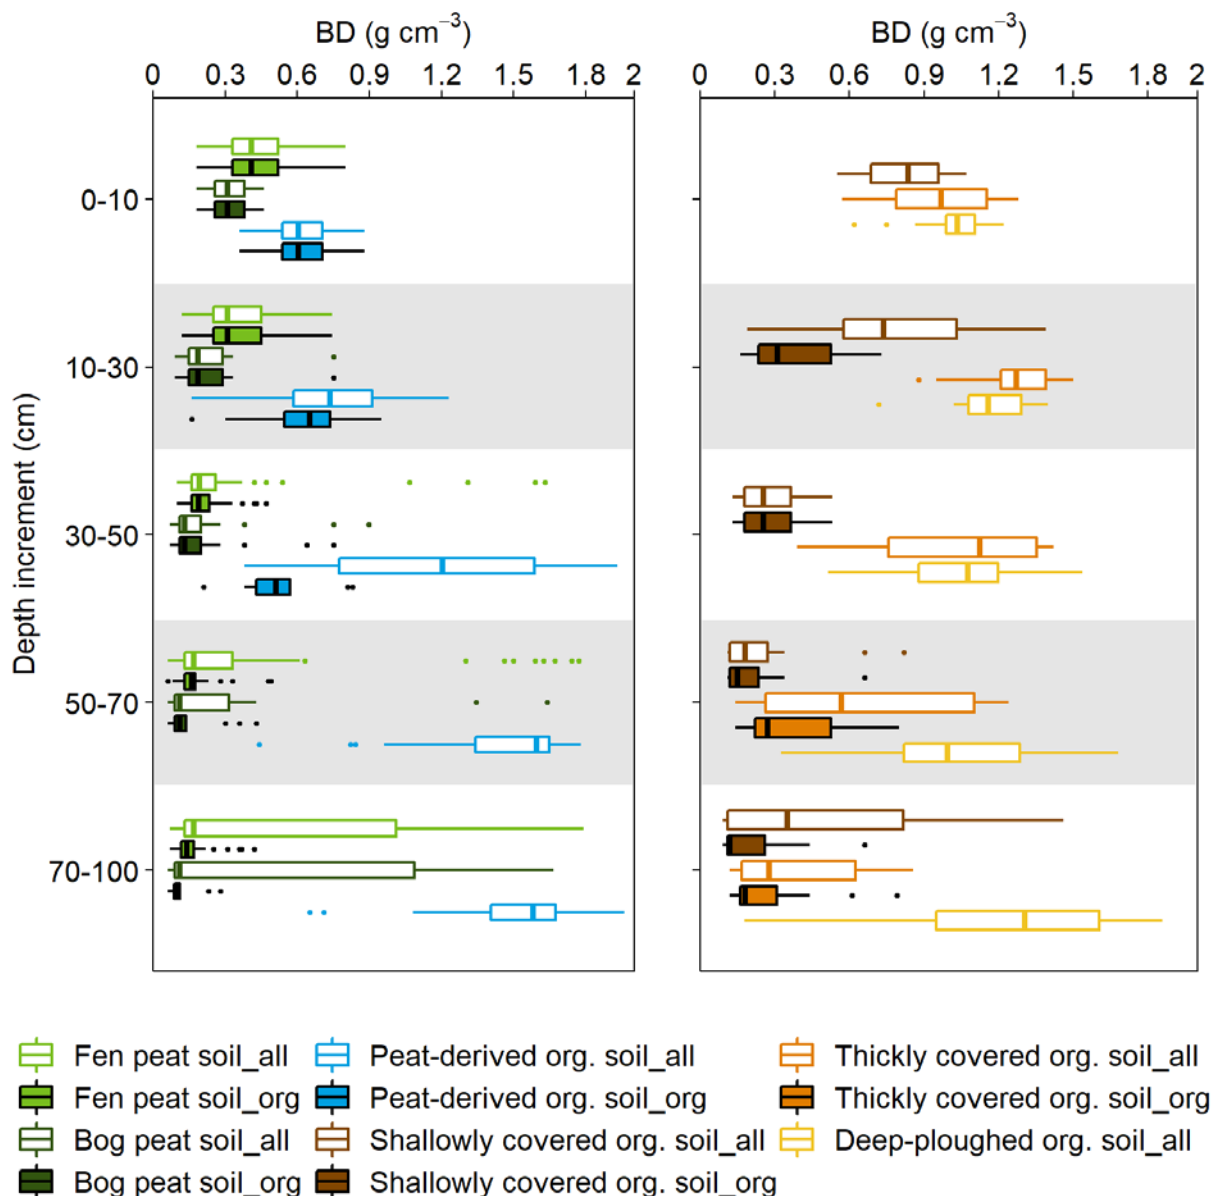 BD (g cm⁻³) BD (g cm⁻³)
0 0.3 0.6 0.9 1.2 1.5 1.8 2 0 0.3 0.6 0.9 1.2 1.5 1.8 2
Depth increment (cm)
0-10
10-30
30-50
50-70
70-100
Fen peat soil_all Peat-derived org. soil_all Thickly covered org. soil_all
Fen peat soil_org Peat-derived org. soil_org Thickly covered org. soil_org
Bog peat soil_all Shallowly covered org. soil_all Deep-ploughed org. soil_all
Bog peat soil_org Shallowly covered org. soil_org